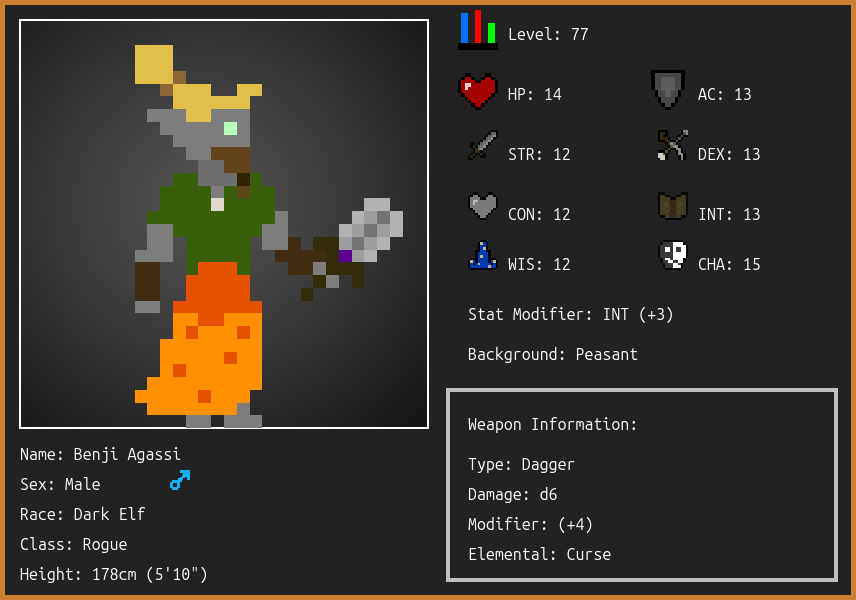 Level: 77
HP: 14
AC: 13
STR: 12
DEX: 13
CON: 12
INT: 13
WIS: 12
CHA: 15
Stat Modifier: INT (+3)
Background: Peasant
Weapon Information:
Type: Dagger
Damage: d6
Modifier: (+4)
Elemental: Curse
Name: Benji Agassi
Sex: Male
Race: Dark Elf
Class: Rogue
Height: 178cm (5'10")